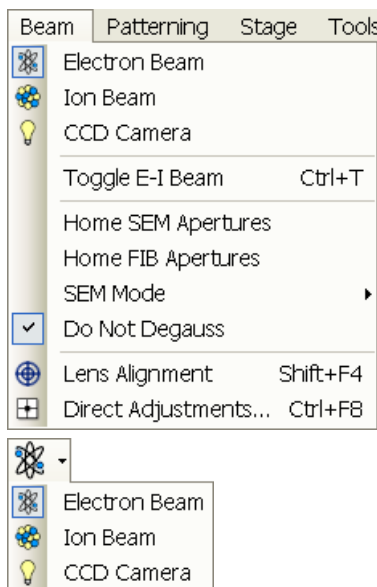 Beam Patterning Stage Tools
Electron Beam
Ion Beam
CCD Camera
Toggle E-I Beam Ctrl+T
Home SEM Apertures
Home FIB Apertures
SEM Mode
Do Not Degauss
Lens Alignment Shift+F4
Direct Adjustments... Ctrl+F8
Electron Beam
Ion Beam
CCD Camera